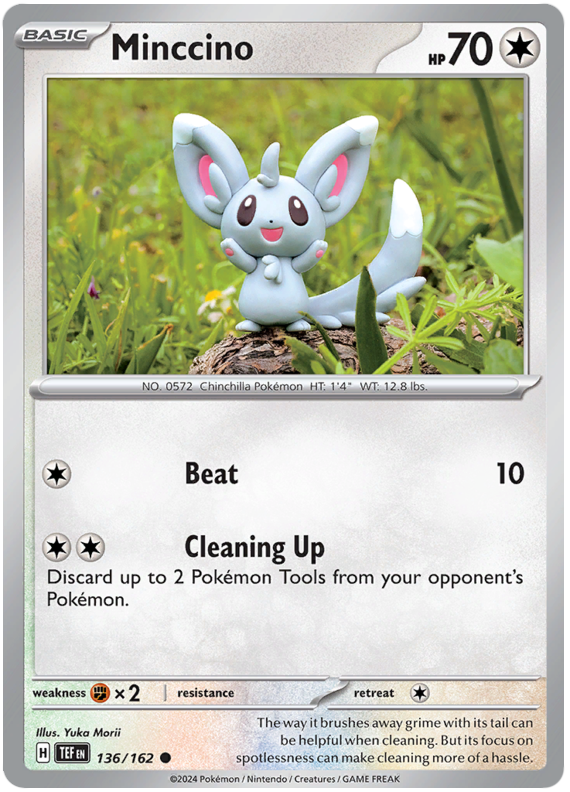 BASIC
Minccino
HP 70
NO. 0572 Chinchilla Pokémon HT: 1'4" WT: 12.8 lbs.
Beat 10
Cleaning Up
Discard up to 2 Pokémon Tools from your opponent's
Pokémon.
weakness ×2 resistance retreat
Illus. Yuka Morii
H TEF EN 136/162
The way it brushes away grime with its tail can
be helpful when cleaning. But its focus on
spotlessness can make cleaning more of a hassle.
©2024 Pokémon / Nintendo / Creatures / GAME FREAK